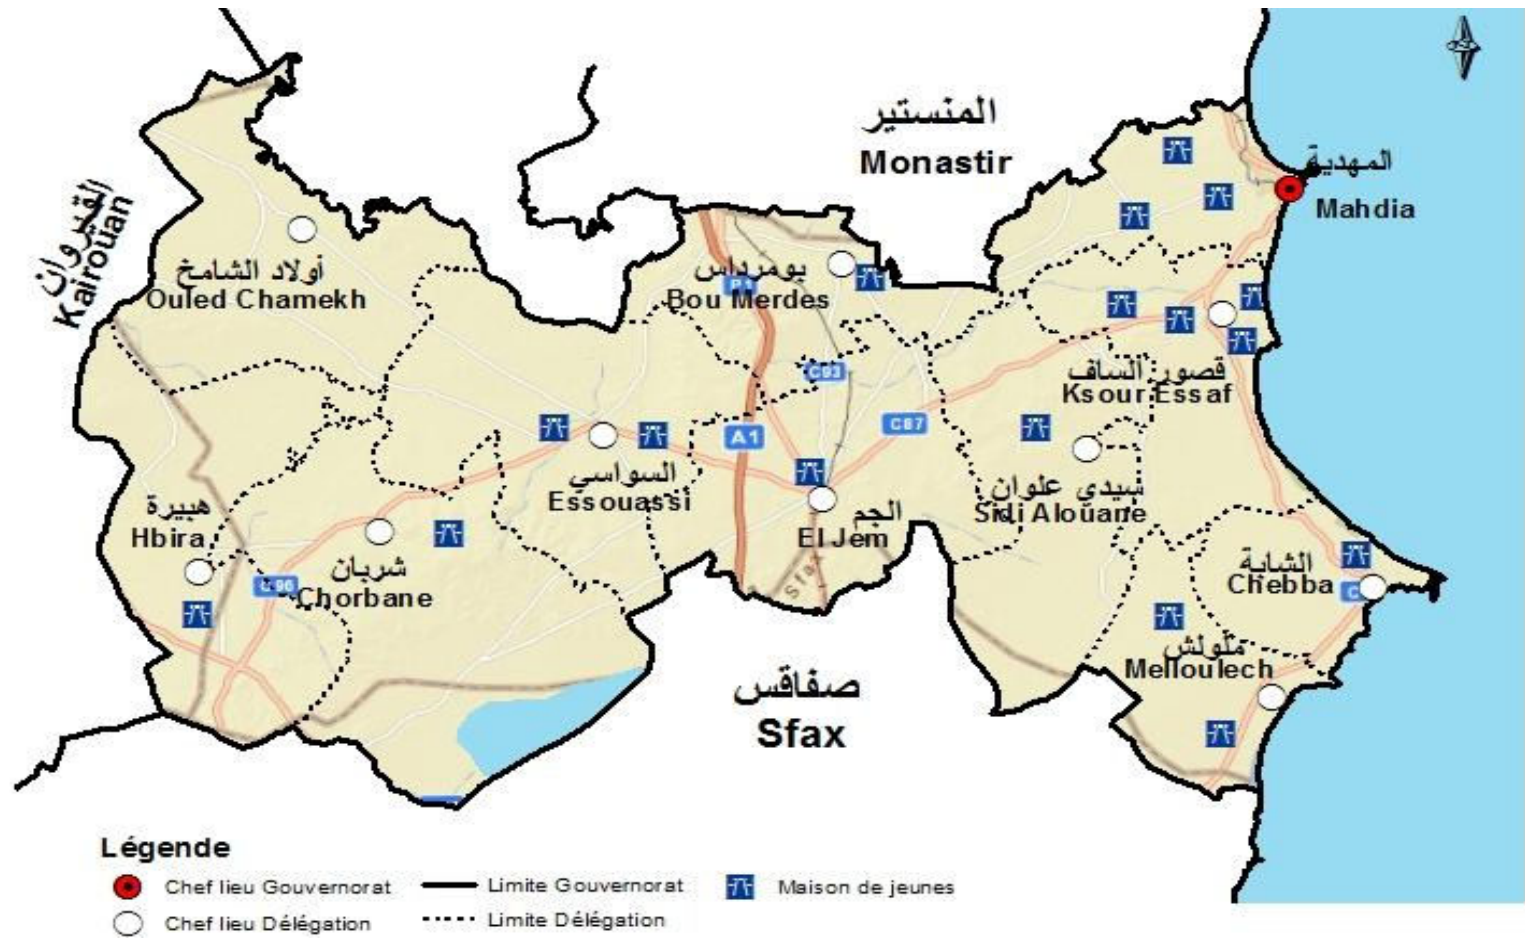 المنستير
Monastir
المهدية
Mahdia
القيروان
Kairouan
أولاد الشامخ
Ouled Chamekh
بومرداس
P1
Bou Merdes
C93
قصور الساف
Ksour Essaf
A1
C87
السواسي
Essouassi
سيدي علوان
Sidi Alouane
هبيرة
Hbira
الجم
El Jem
Sfax
شربان
C96
Chorbane
الشابة
Chebba
ملولش
Melloulech
صفاقس
Sfax
Légende
Chef lieu Gouvernorat
Limite Gouvernorat
Maison de jeunes
Chef lieu Délégation
Limite Délégation